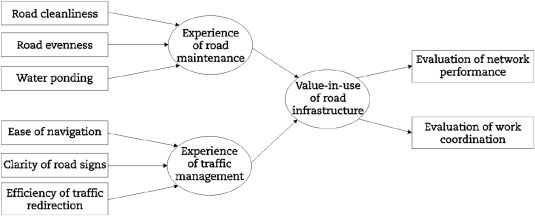 Road cleanliness
Road evenness
Water ponding
Experience
of road
maintenance
Ease of navigation
Clarity of road signs
Efficiency of traffic
redirection
Experience
of traffic
management
Value-in-use
of road
infrastructure
Evaluation of network
performance
Evaluation of work
coordination